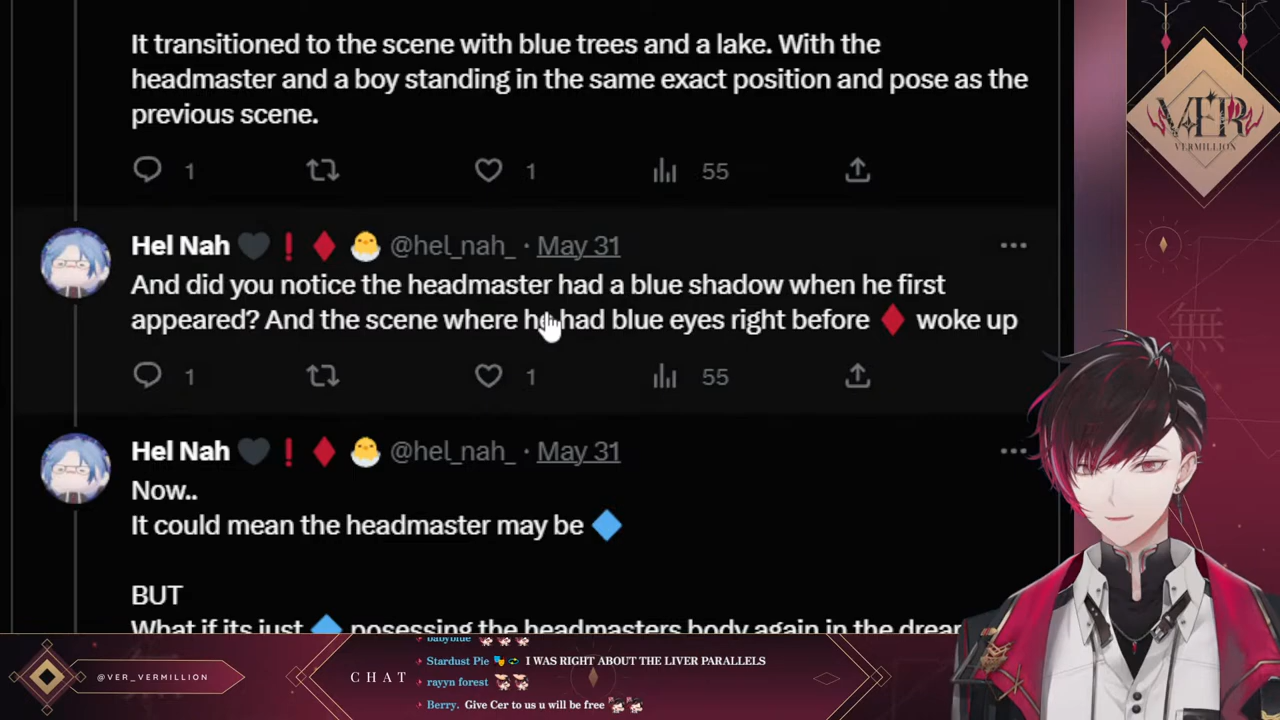 It transitioned to the scene with blue trees and a lake. With the
headmaster and a boy standing in the same exact position and pose as the
previous scene.
1 1 55
Hel Nah 🖤❗♦️🐣 @hel_nah_ · May 31
And did you notice the headmaster had a blue shadow when he first
appeared? And the scene where he had blue eyes right before ♦️ woke up
1 1 55
Hel Nah 🖤❗♦️🐣 @hel_nah_ · May 31
Now..
It could mean the headmaster may be 🔷
BUT
What if its just 🔷 posessing the headmasters body again in the dream
VER
VERMILLION
無
@VER_VERMILLION
CHAT
babyblue
Stardust Pie I WAS RIGHT ABOUT THE LIVER PARALLELS
rayyn forest
Berry. Give Cer to us u will be free